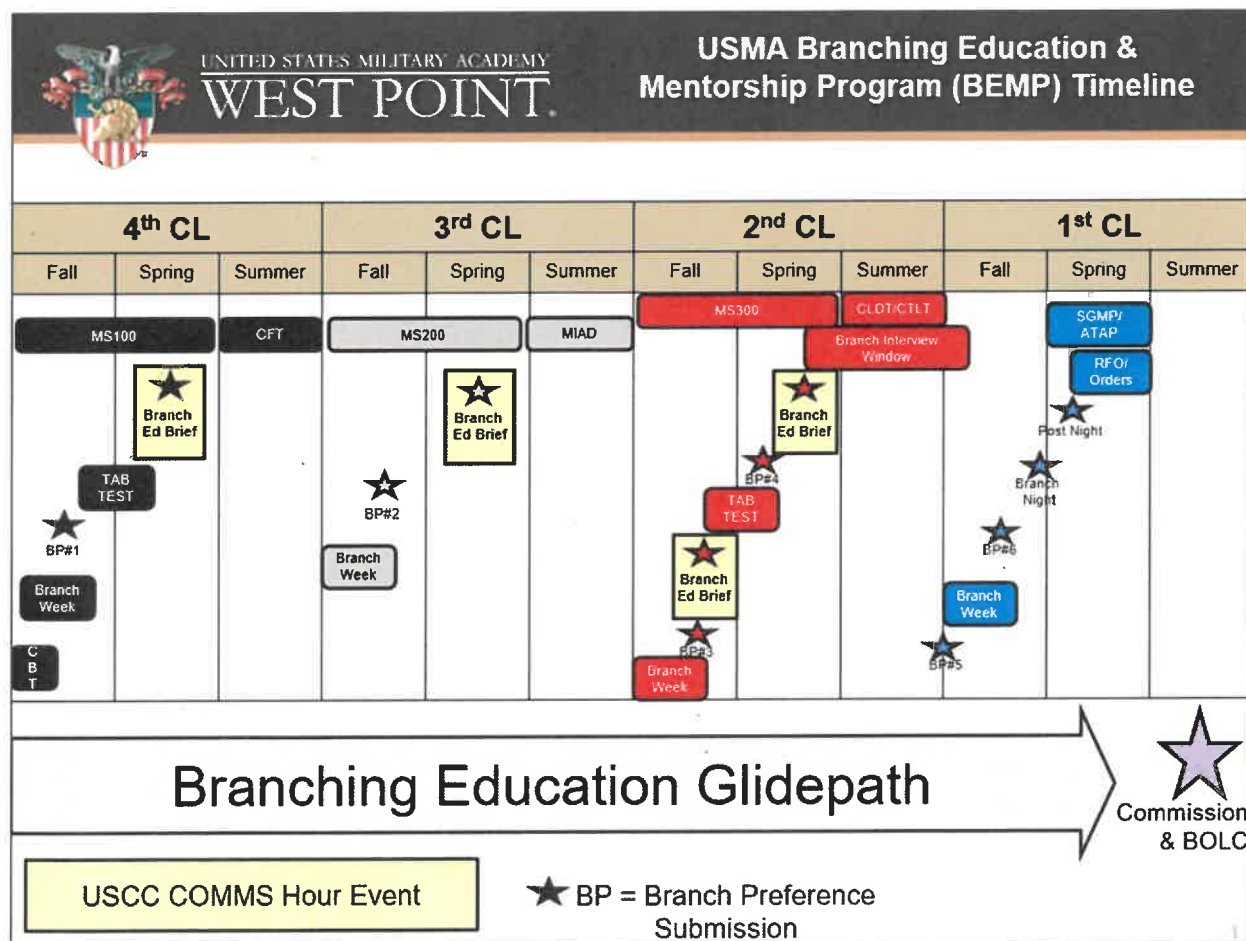 UNITED STATES MILITARY ACADEMY
WEST POINT.
USMA Branching Education &
Mentorship Program (BEMP) Timeline
4th CL
3rd CL
2nd CL
1st CL
Fall
Spring
Summer
Fall
Spring
Summer
Fall
Spring
Summer
Fall
Spring
Summer
MS100
CFT
MS200
MIAD
MS300
CLDT/CTLT
Branch Interview
Window
SGMP/
ATAP
RFO/
Orders
Branch
Ed Brief
TAB
TEST
BP#1
Branch
Week
C
B
T
Branch
Ed Brief
BP#2
Branch
Week
Branch
Ed Brief
BP#4
TAB
TEST
Branch
Ed Brief
BP#3
Branch
Week
Post Night
Branch
Night
BP#6
Branch
Week
BP#5
Branching Education Glidepath
Commission
& BOLC
USCC COMMS Hour Event
BP = Branch Preference
Submission